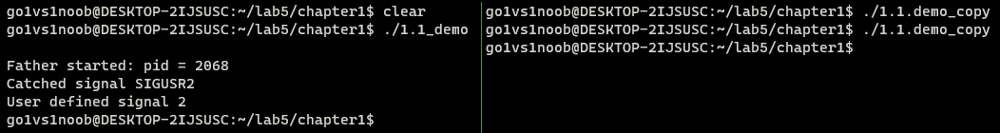 go1vs1noob@DESKTOP-2IJSUSC:~/lab5/chapter1$ clear
go1vs1noob@DESKTOP-2IJSUSC:~/lab5/chapter1$ ./1.1_demo
Father started: pid = 2068
Catched signal SIGUSR2
User defined signal 2
go1vs1noob@DESKTOP-2IJSUSC:~/lab5/chapter1$
go1vs1noob@DESKTOP-2IJSUSC:~/lab5/chapter1$ ./1.1.demo_copy
go1vs1noob@DESKTOP-2IJSUSC:~/lab5/chapter1$ ./1.1.demo_copy
go1vs1noob@DESKTOP-2IJSUSC:~/lab5/chapter1$